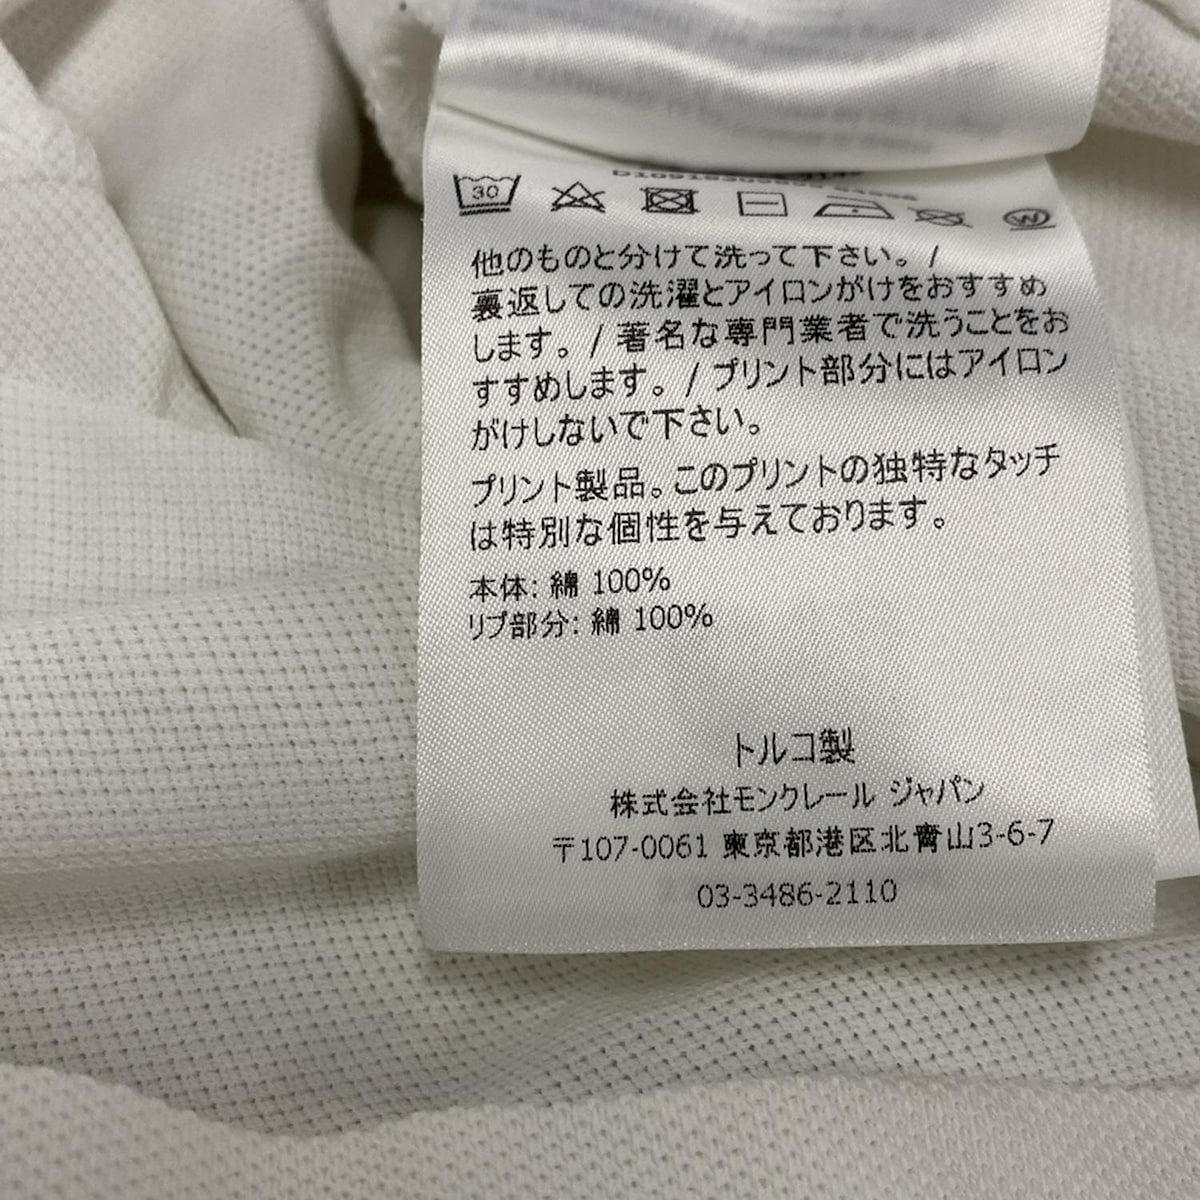 30
W
他のものと分けて洗って下さい。/
裏返しての洗濯とアイロンがけをおすすめ
します。/ 著名な専門業者で洗うことをお
すすめします。/ プリント部分にはアイロン
がけしないで下さい。
プリント製品。このプリントの独特なタッチ
は特別な個性を与えております。
本体: 綿 100%
リブ部分: 綿 100%
トルコ製
株式会社モンクレール ジャパン
〒107-0061 東京都港区北青山3-6-7
03-3486-2110